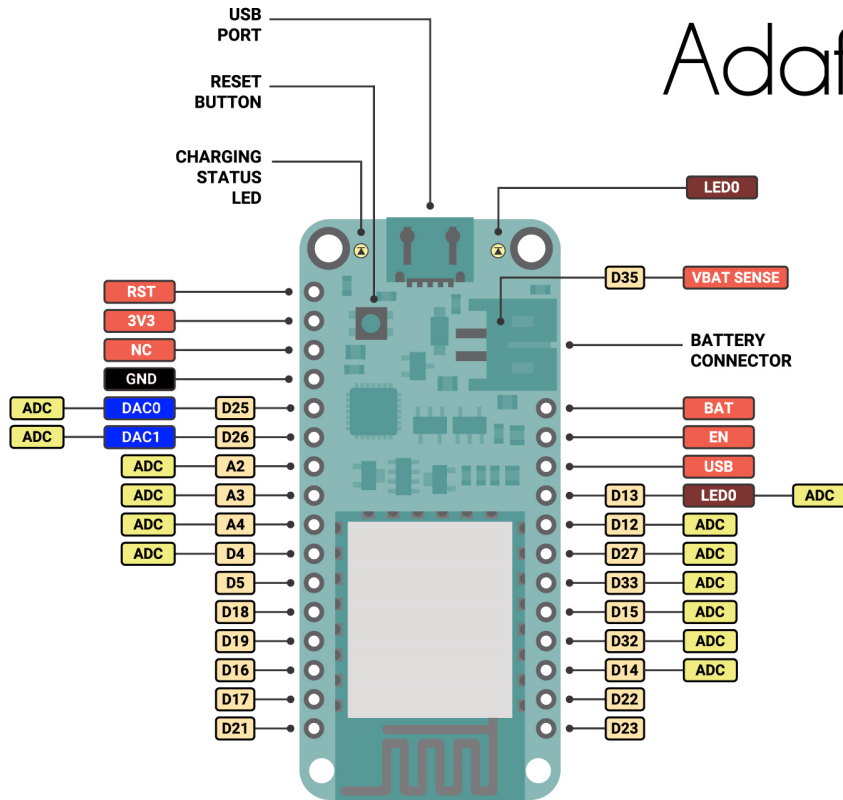 USB
PORT
Adaf
RESET
BUTTON
CHARGING
STATUS
LED
LED0
D35 VBAT SENSE
RST
3V3
NC
GND
BATTERY
CONNECTOR
ADC DAC0 D25
BAT
ADC DAC1 D26
EN
ADC A2
USB
ADC A3
D13 LED0 ADC
ADC A4
D12 ADC
ADC D4
D27 ADC
D5
D33 ADC
D18
D15 ADC
D19
D32 ADC
D16
D14 ADC
D17
D22
D21
D23